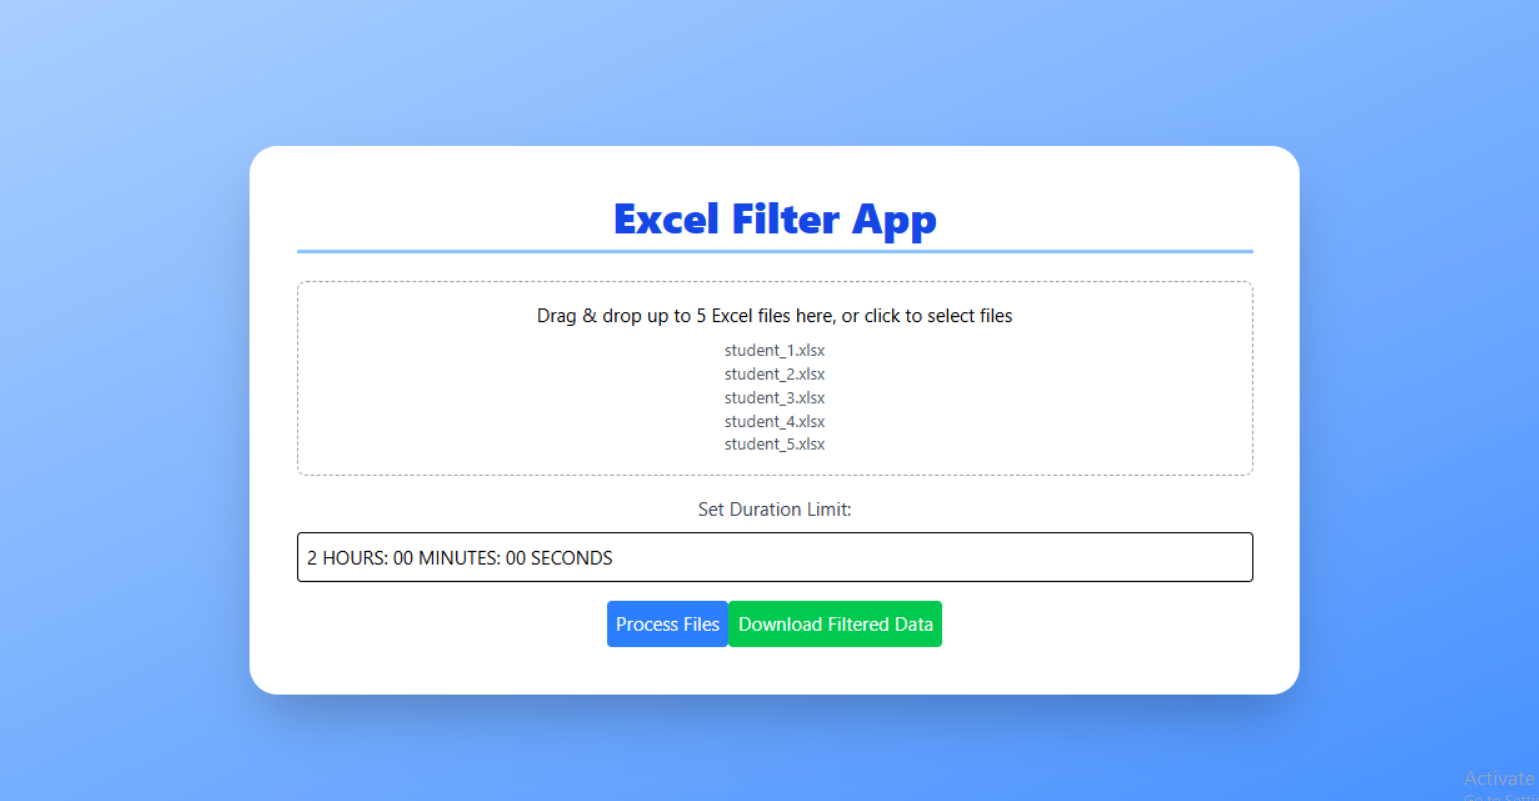 Excel Filter App
Drag & drop up to 5 Excel files here, or click to select files
student_1.xlsx
student_2.xlsx
student_3.xlsx
student_4.xlsx
student_5.xlsx
Set Duration Limit:
2 HOURS: 00 MINUTES: 00 SECONDS
Process Files
Download Filtered Data
Activate
Go to